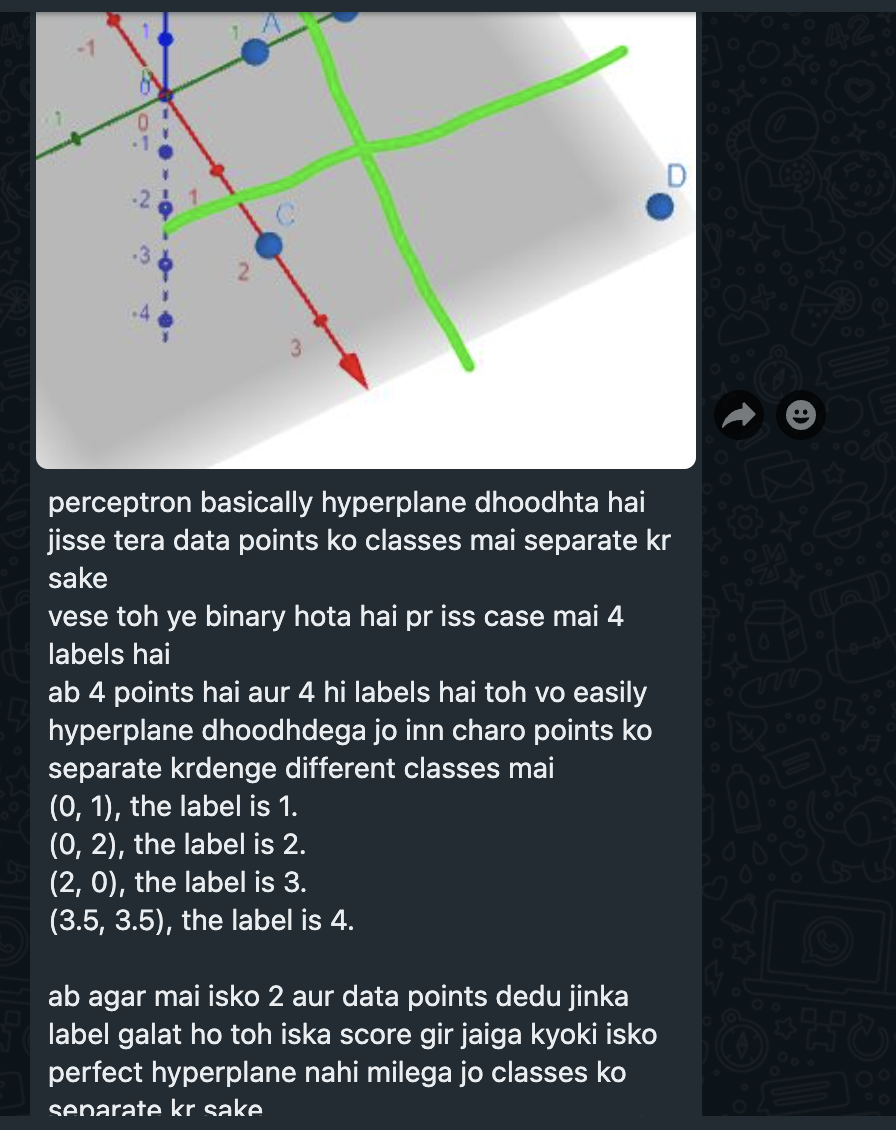 A
1
-1
0
0
1
-1
-2
1
C
D
-3
2
-4
3
perceptron basically hyperplane dhoodhta hai
jisse tera data points ko classes mai separate kr
sake
vese toh ye binary hota hai pr iss case mai 4
labels hai
ab 4 points hai aur 4 hi labels hai toh vo easily
hyperplane dhoodhdega jo inn charo points ko
separate krdenge different classes mai
(0, 1), the label is 1.
(0, 2), the label is 2.
(2, 0), the label is 3.
(3.5, 3.5), the label is 4.
ab agar mai isko 2 aur data points dedu jinka
label galat ho toh iska score gir jaiga kyoki isko
perfect hyperplane nahi milega jo classes ko
separate kr sake